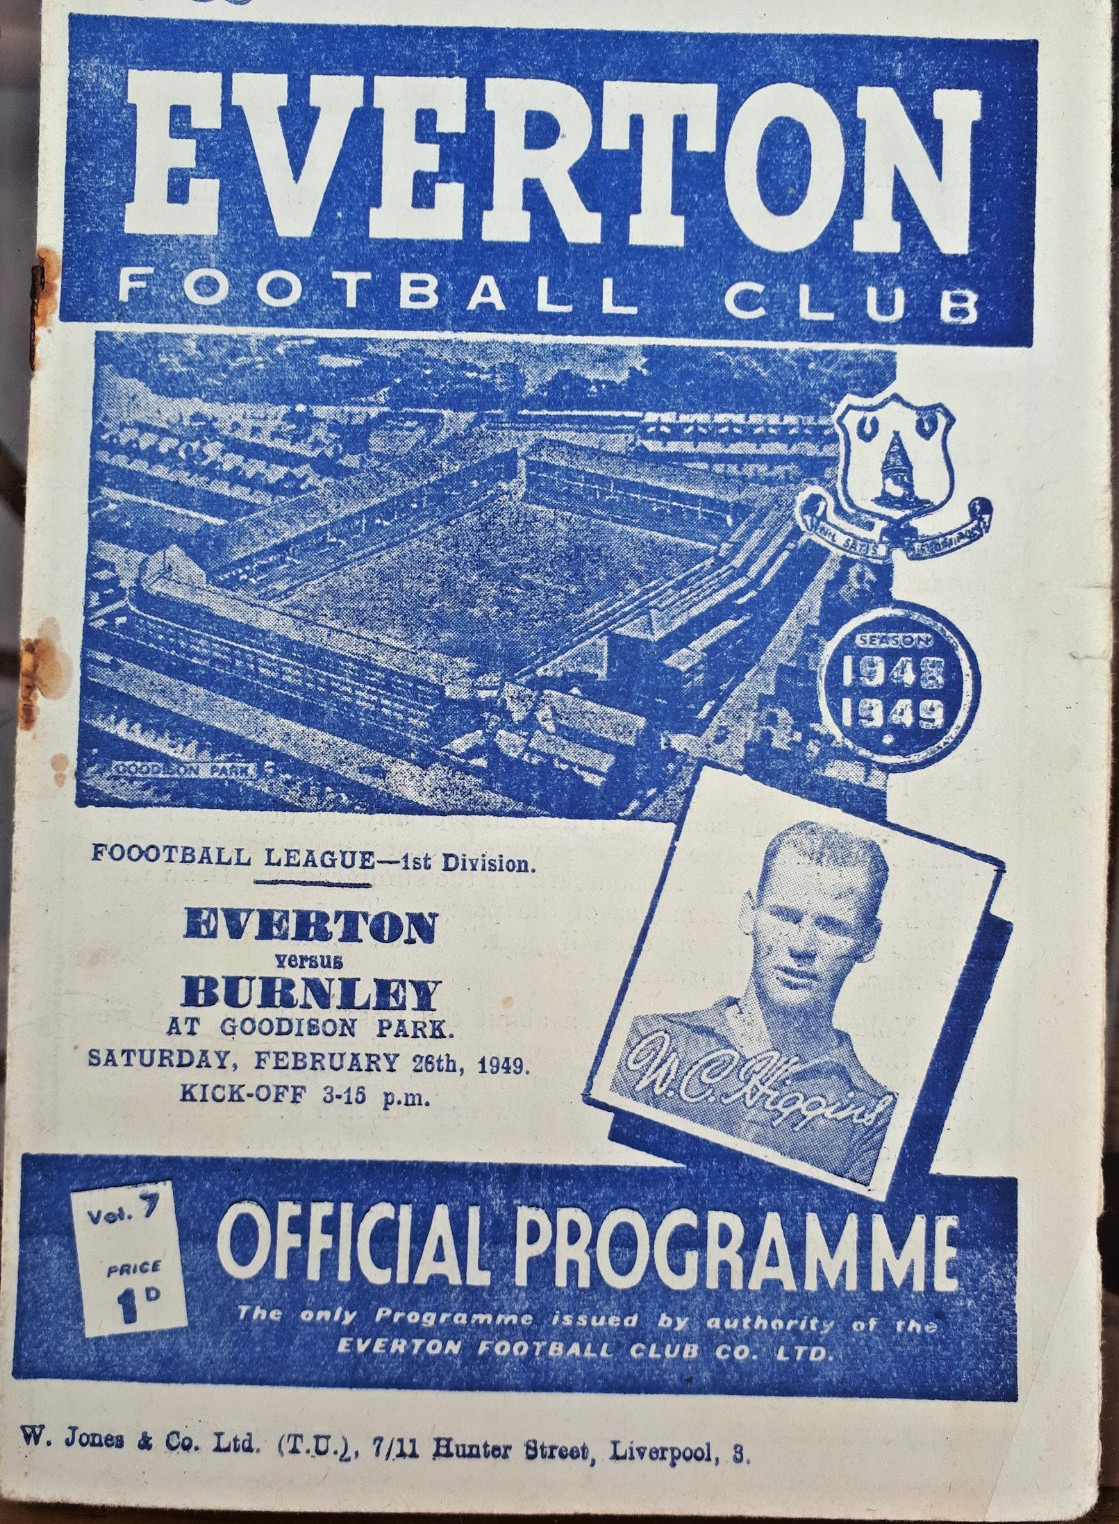 EVERTON
FOOTBALL CLUB
NIL SATIS
SEASON
1948
1949
GOODISON PARK.
FOOOTBALL LEAGUE—1st Division.
EVERTON
versus
BURNLEY
AT GOODISON PARK.
SATURDAY, FEBRUARY 26th, 1949.
KICK-OFF 3-15 p.m.
W.C. Higgins
Vol. 7
PRICE
1D
OFFICIAL PROGRAMME
The only Programme issued by authority of the
EVERTON FOOTBALL CLUB CO. LTD.
W. Jones & Co. Ltd. (T.U.), 7/11 Hunter Street, Liverpool, 3.